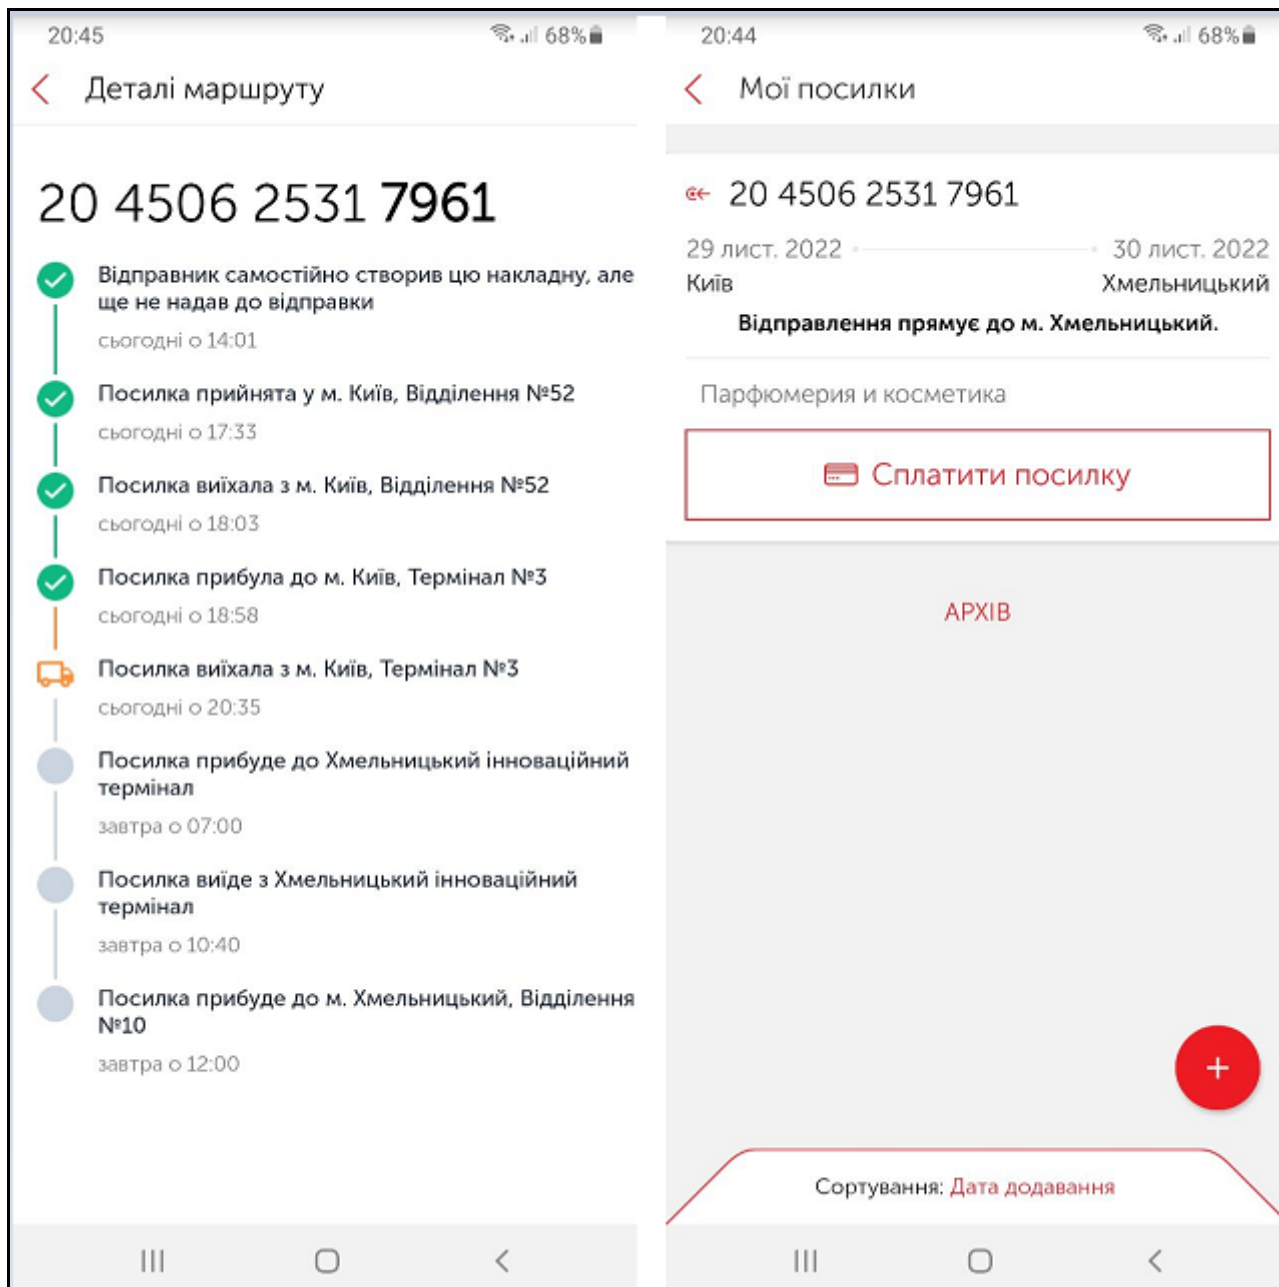 20:45
68%
Деталі маршруту
20 4506 2531 7961
Відправник самостійно створив цю накладну, але
ще не надав до відправки
сьогодні о 14:01
Посилка прийнята у м. Київ, Відділення №52
сьогодні о 17:33
Посилка виїхала з м. Київ, Відділення №52
сьогодні о 18:03
Посилка прибула до м. Київ, Термінал №3
сьогодні о 18:58
Посилка виїхала з м. Київ, Термінал №3
сьогодні о 20:35
Посилка прибуде до Хмельницький інноваційний
термінал
завтра о 07:00
Посилка виїде з Хмельницький інноваційний
термінал
завтра о 10:40
Посилка прибуде до м. Хмельницький, Відділення
№10
завтра о 12:00
20:44
68%
Мої посилки
20 4506 2531 7961
29 лист. 2022
30 лист. 2022
Київ
Хмельницький
Відправлення прямує до м. Хмельницький.
Парфюмерия и косметика
Сплатити посилку
АРХІВ
+
Сортування: Дата додавання